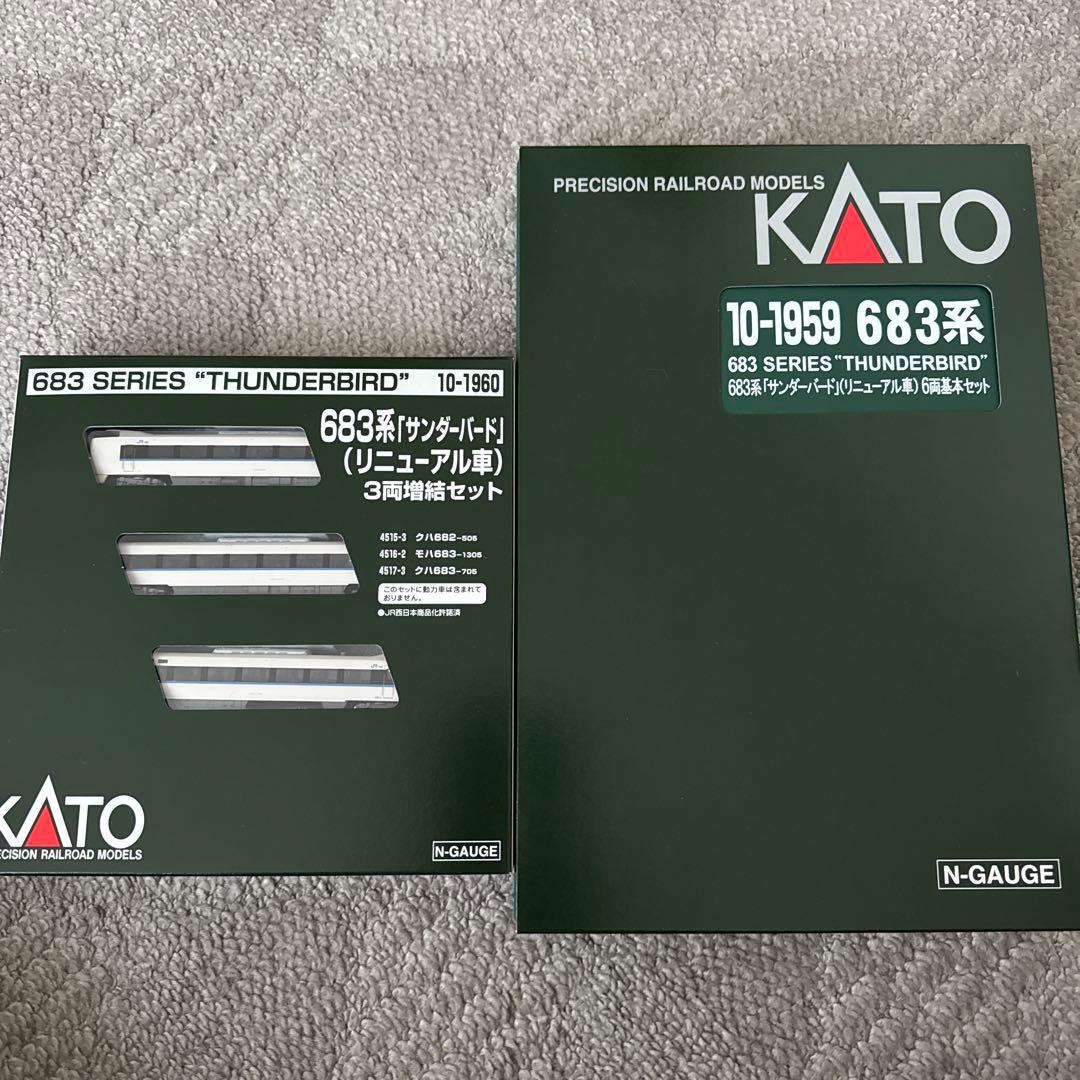 683 SERIES "THUNDERBIRD" 10-1960
683系「サンダーバード」
(リニューアル車)
3両増結セット
4515-3 クハ682-505
4516-2 モハ683-1305
4517-3 クハ683-705
このセットに動力車は含まれて
おりません。
●JR西日本商品化許諾済
KATO
ECISION RAILROAD MODELS
N-GAUGE
PRECISION RAILROAD MODELS
KATO
10-1959 683系
683 SERIES "THUNDERBIRD"
683系「サンダーバード」(リニューアル車) 6両基本セット
N-GAUGE